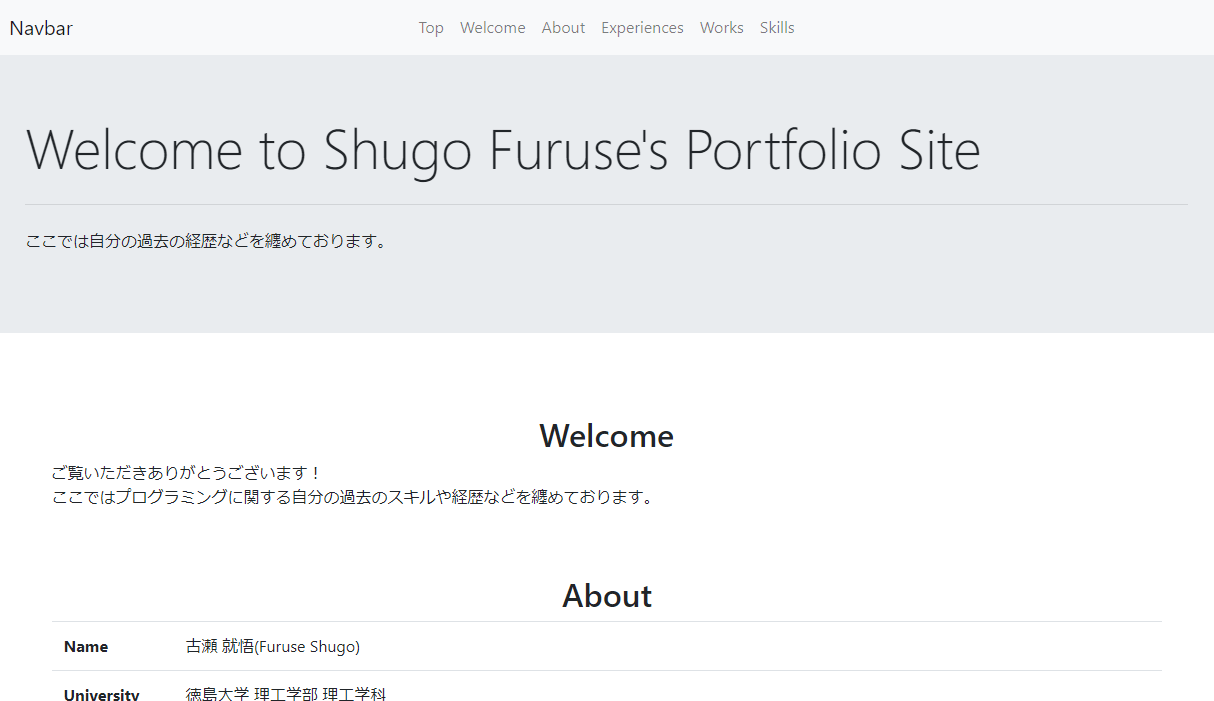 Navbar Top Welcome About Experiences Works Skills
Welcome to Shugo Furuse's Portfolio Site
ここでは自分の過去の経歴などを纏めております。
Welcome
ご覧いただきありがとうございます！
ここではプログラミングに関する自分の過去のスキルや経歴などを纏めております。
About
Name 古瀬 就悟(Furuse Shugo)
University 徳島大学 理工学部 理工学科